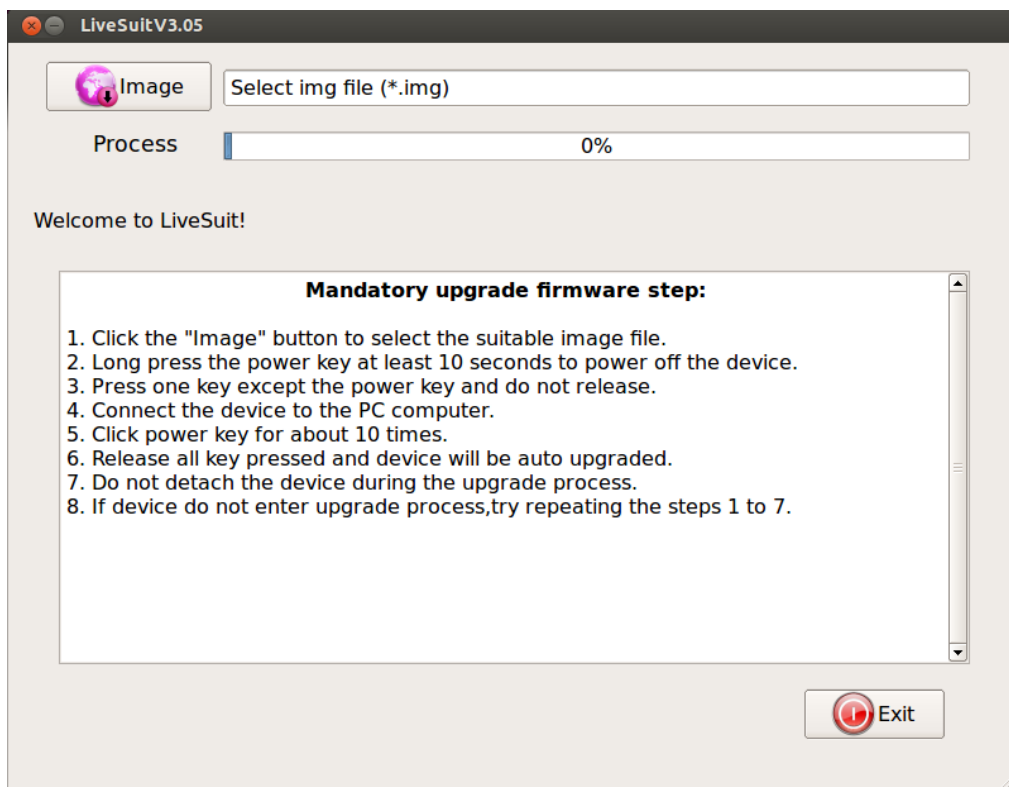 LiveSuitV3.05
Image
Select img file (*.img)
Process
0%
Welcome to LiveSuit!
Mandatory upgrade firmware step:
1. Click the "Image" button to select the suitable image file.
2. Long press the power key at least 10 seconds to power off the device.
3. Press one key except the power key and do not release.
4. Connect the device to the PC computer.
5. Click power key for about 10 times.
6. Release all key pressed and device will be auto upgraded.
7. Do not detach the device during the upgrade process.
8. If device do not enter upgrade process,try repeating the steps 1 to 7.
Exit